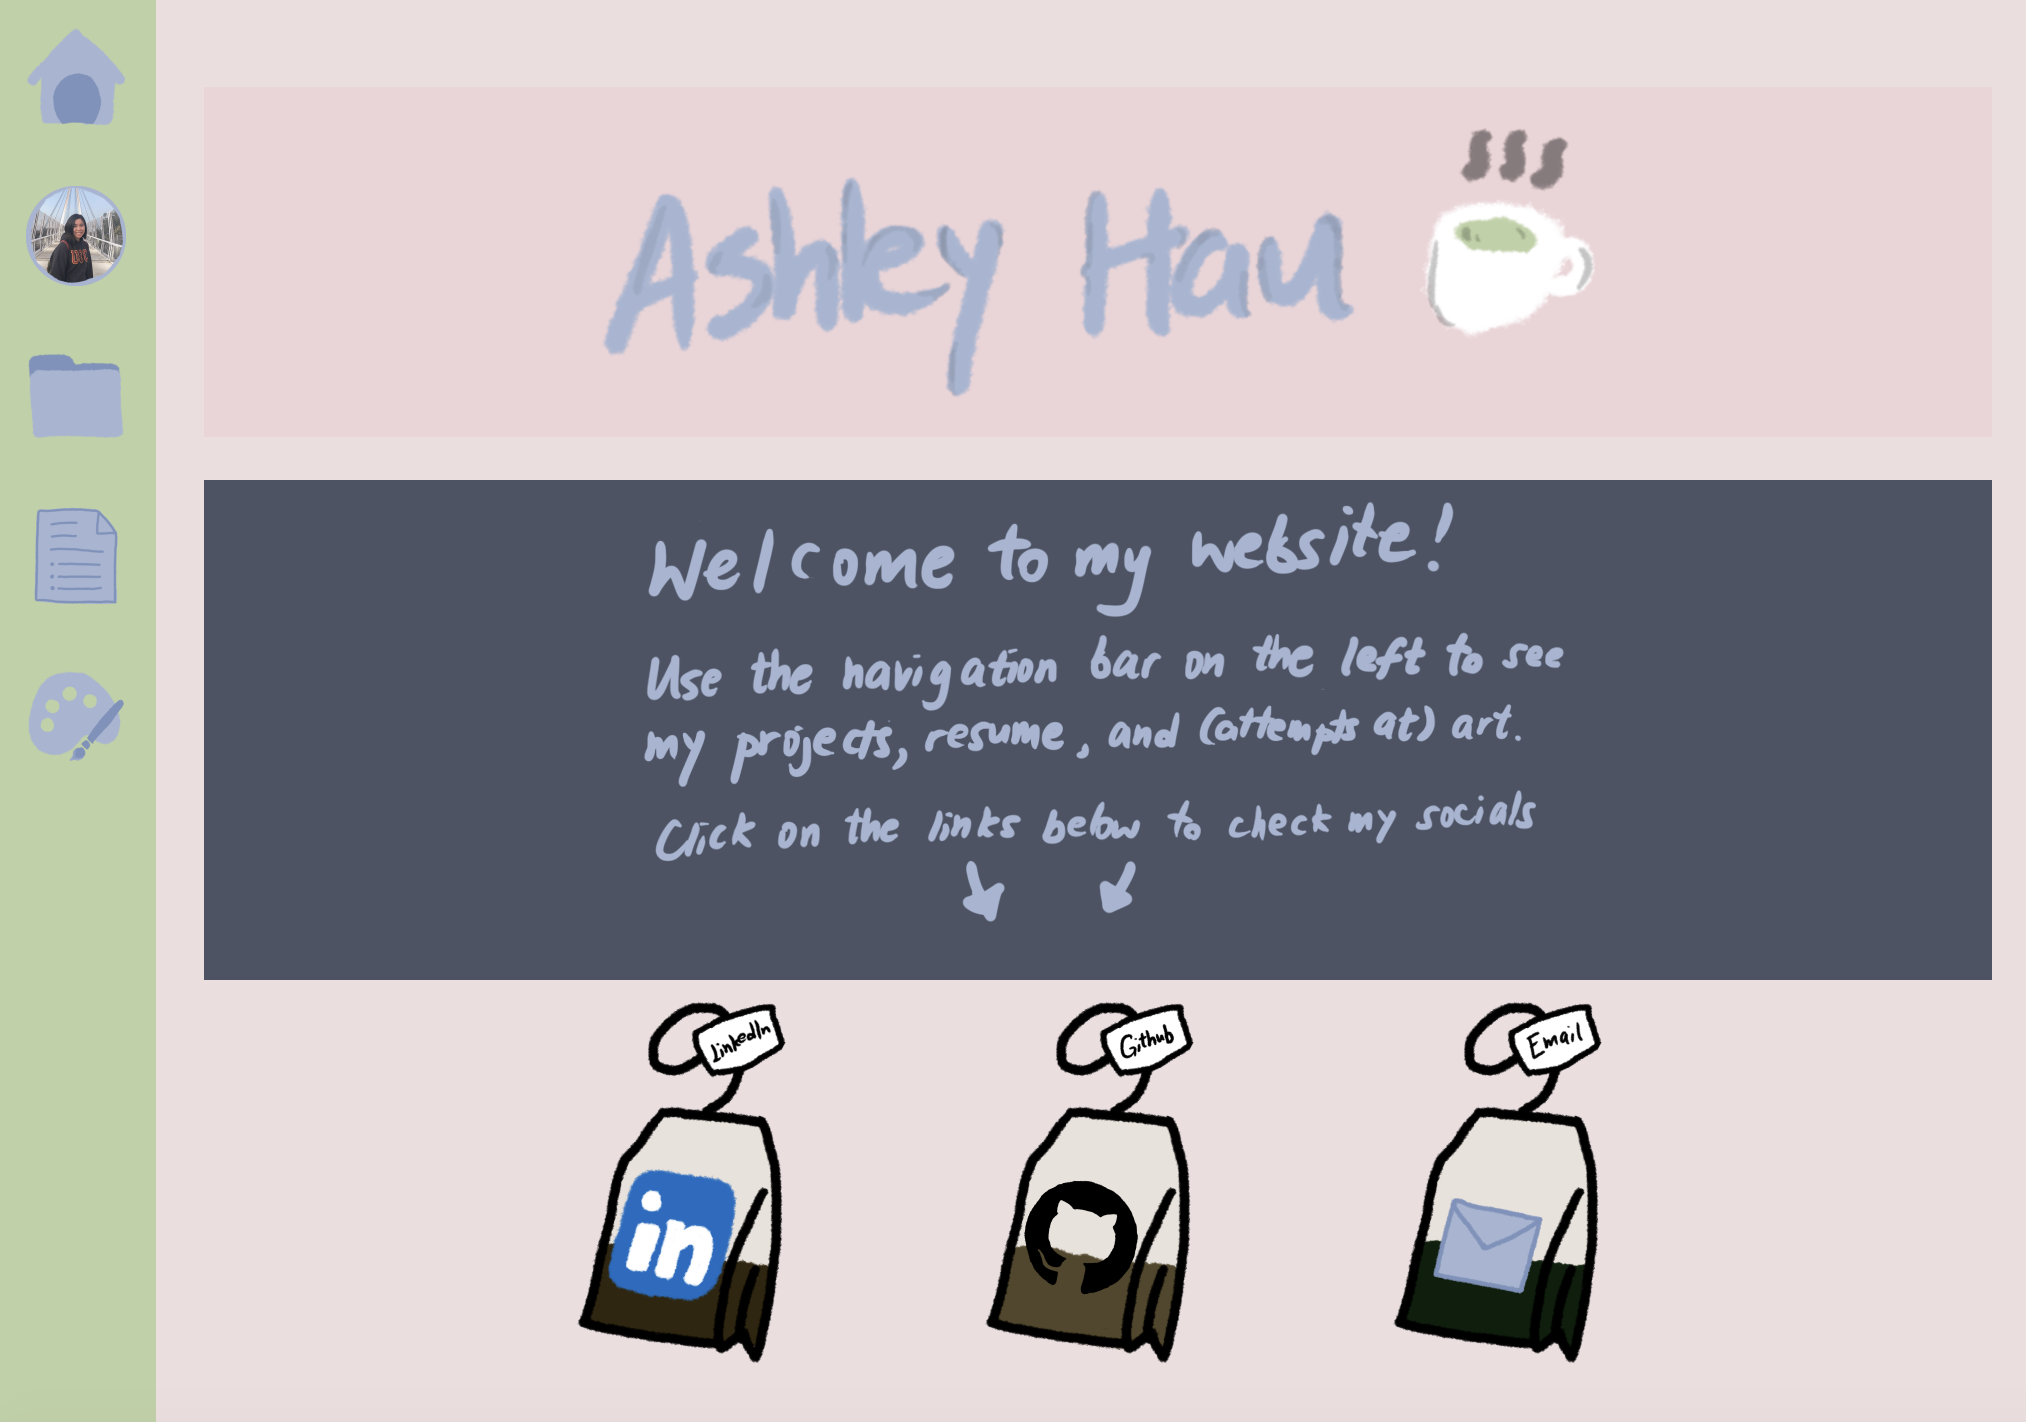 Ashley Hau
Welcome to my website!
Use the navigation bar on the left to see
my projects, resume, and (attempts at) art.
Click on the links below to check my socials
LinkedIn
Github
Email
in